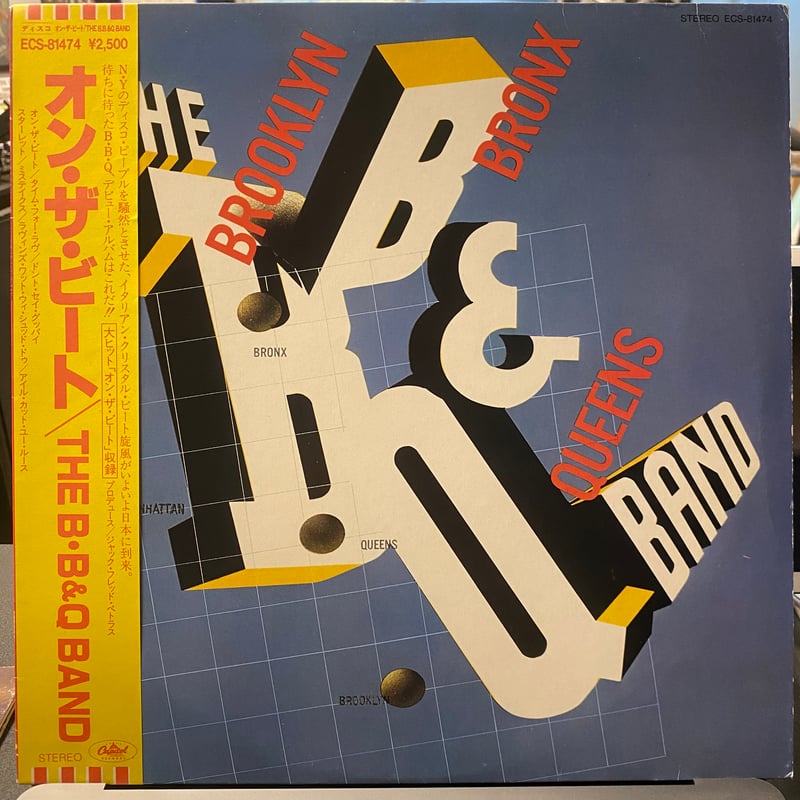 ディスコ オン・ザ・ビート/THE B.B.&Q BAND
ECS-81474 ¥2,500
オン・ザ・ビート/THE B・B&Q BAND
N・Yのディスコ・ピープルを騒然とさせた、イタリアン・クリスタル・ビート旋風がいよいよ日本に到来。
待ちに待ったB・B・Q、デビュー・アルバムはこれだ!!
大ヒット「オン・ザ・ビート」収録
プロデュース/ジャック・フレッド・ペトラス
オン・ザ・ビート/タイム・フォー・ラヴ/ドント・セイ・グッバイ
スターレット/ミステイクス/ラヴィンズ・ワット・ウィ・シュッド・ドゥ/アイル・カット・ユー・ルース
STEREO
Capitol
RECORDS
STEREO ECS-81474
THE
B
BROOKLYN
B
BRONX
&
Q
QUEENS
BAND
BRONX
NHATTAN
QUEENS
BROOKLYN